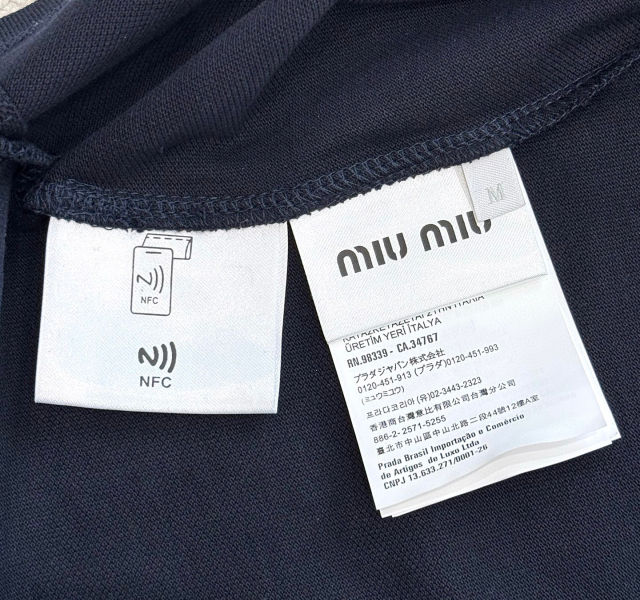 NFC
NFC
M
miu miu
ÜRETİM YERİ İTALYA
RN.98339 - CA.34767
プラダジャパン株式会社
0120-451-913 (プラダ) 0120-451-993
(ミュウミュウ)
프라다코리아 (유) 02-3443-2323
香港商台灣意比有限公司台灣分公司
886-2-2571-5255
臺北市中山區中山北路二段44號12樓A室
Prada Brasil Importação e Comércio
de Artigos de Luxo Ltda
CNPJ 13.633.271/0001-26